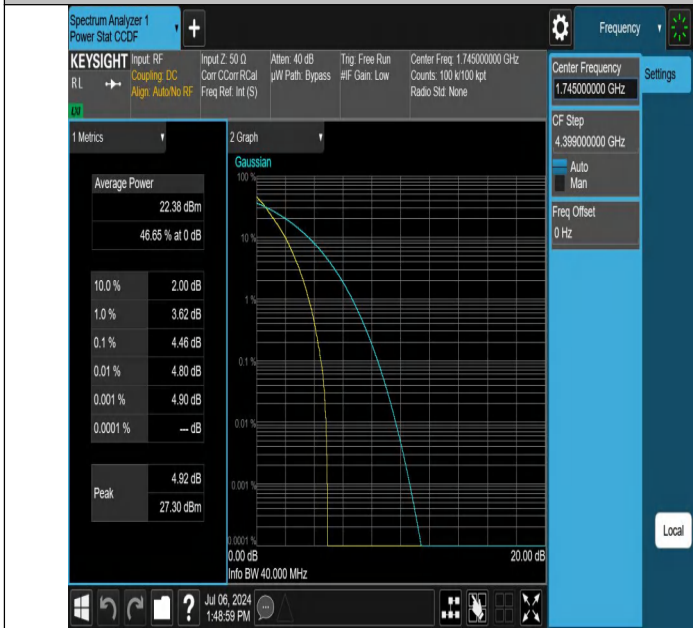 Spectrum Analyzer 1
Power Stat CCDF
+
Frequency
KEYSIGHT
RL
Input: RF
Coupling: DC
Align: Auto/No RF
Input Z: 50 Ω
Corr CCorr RCal
Freq Ref: Int (S)
Atten: 40 dB
µW Path: Bypass
Trig: Free Run
#IF Gain: Low
Center Freq: 1.745000000 GHz
Counts: 100 k/100 kpt
Radio Std: None
Center Frequency
1.745000000 GHz
Settings
CF Step
4.399000000 GHz
Auto
Man
Freq Offset
0 Hz
1 Metrics
Average Power
22.38 dBm
46.65 % at 0 dB
10.0 % 2.00 dB
1.0 % 3.62 dB
0.1 % 4.46 dB
0.01 % 4.80 dB
0.001 % 4.90 dB
0.0001 % --- dB
Peak
4.92 dB
27.30 dBm
2 Graph
Gaussian
100 %
10 %
1 %
0.1 %
0.01 %
0.001 %
0.0001 %
0.00 dB 20.00 dB
Info BW 40.000 MHz
Local
?
Jul 06, 2024
1:48:59 PM